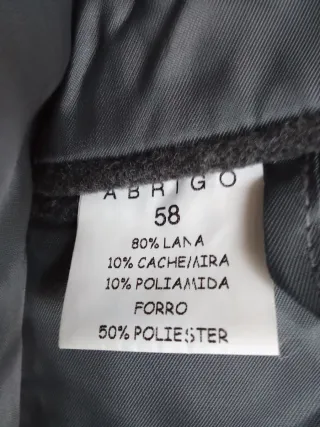 ABRIGO
58
80% LANA
10% CACHEMIRA
10% POLIAMIDA
FORRO
50% POLIESTER